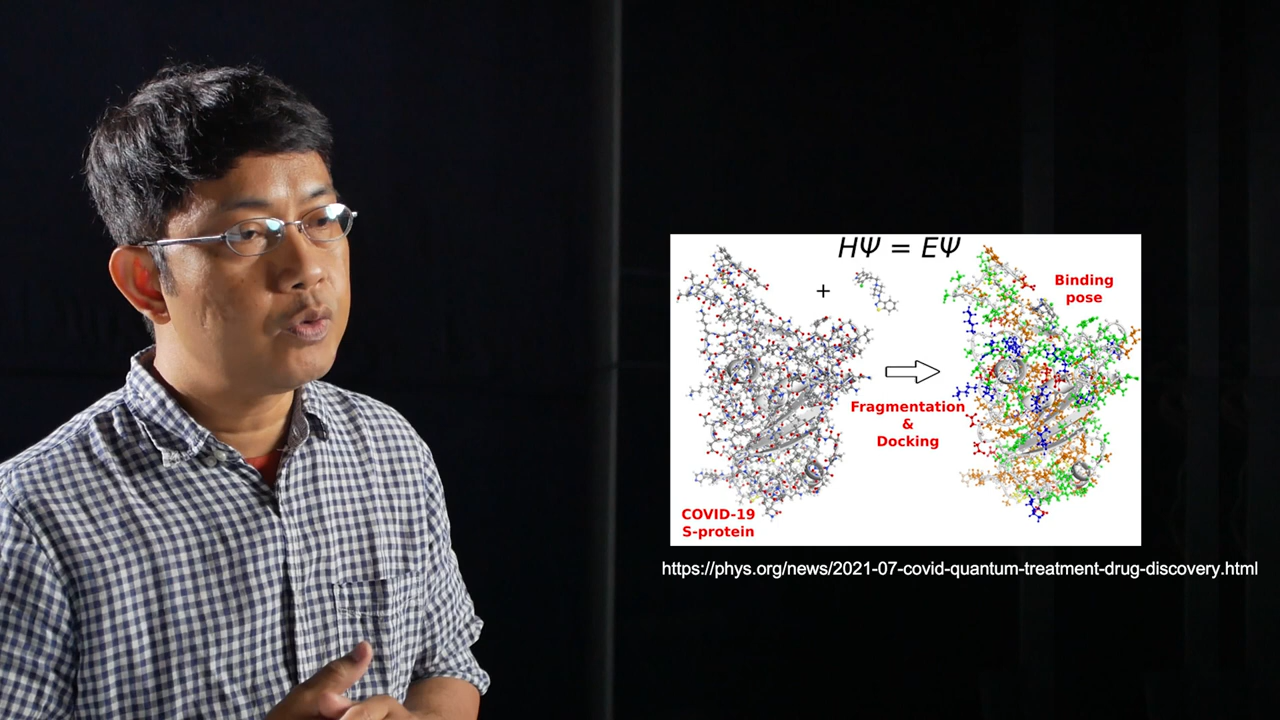 HΨ = EΨ
+
Binding
pose
Fragmentation
&
Docking
COVID-19
S-protein
https://phys.org/news/2021-07-covid-quantum-treatment-drug-discovery.html